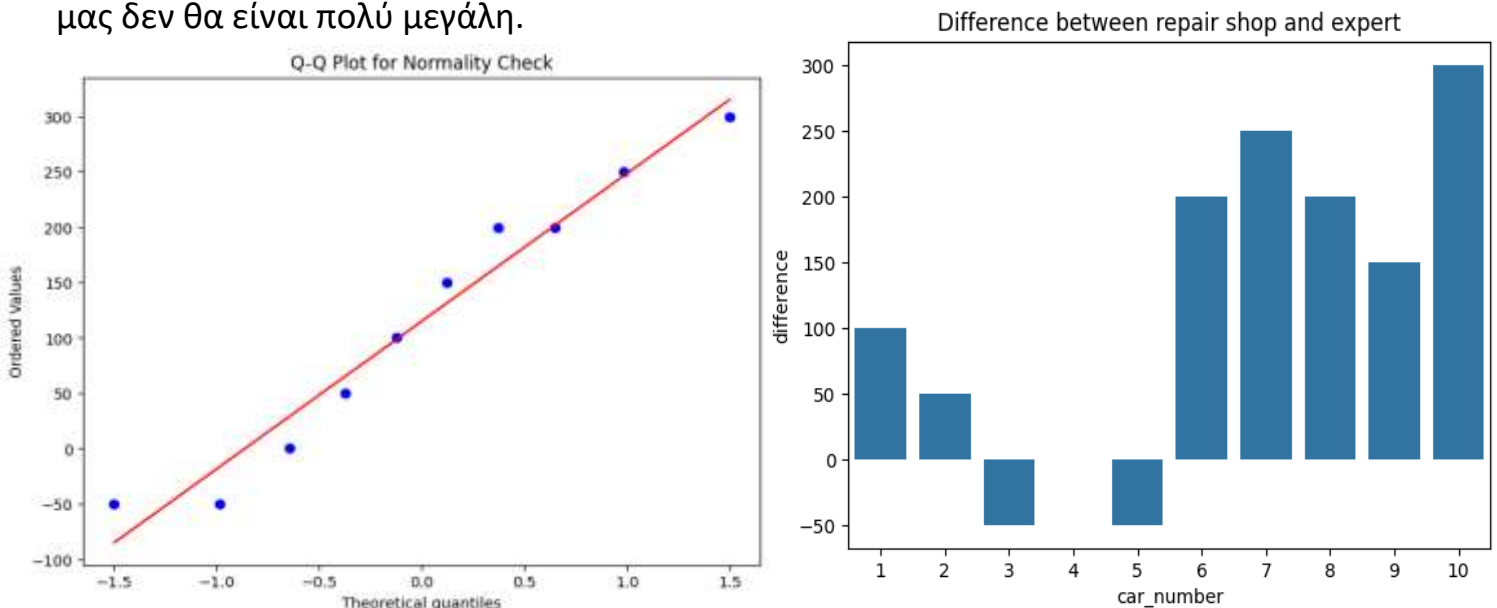 μας δεν θα είναι πολύ μεγάλη.
Q-Q Plot for Normality Check
300
250
200
150
100
50
0
−50
−100
Ordered Values
−1.5 −1.0 −0.5 0.0 0.5 1.0 1.5
Theoretical quantiles
Difference between repair shop and expert
300
250
200
150
100
50
0
−50
difference
1 2 3 4 5 6 7 8 9 10
car_number